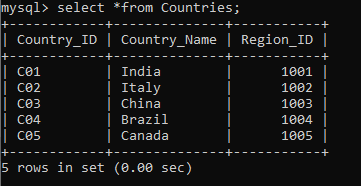 mysql> select *from Countries;
+------------+--------------+-----------+
| Country_ID | Country_Name | Region_ID |
+------------+--------------+-----------+
| C01        | India        |      1001 |
| C02        | Italy        |      1002 |
| C03        | China        |      1003 |
| C04        | Brazil       |      1004 |
| C05        | Canada       |      1005 |
+------------+--------------+-----------+
5 rows in set (0.00 sec)